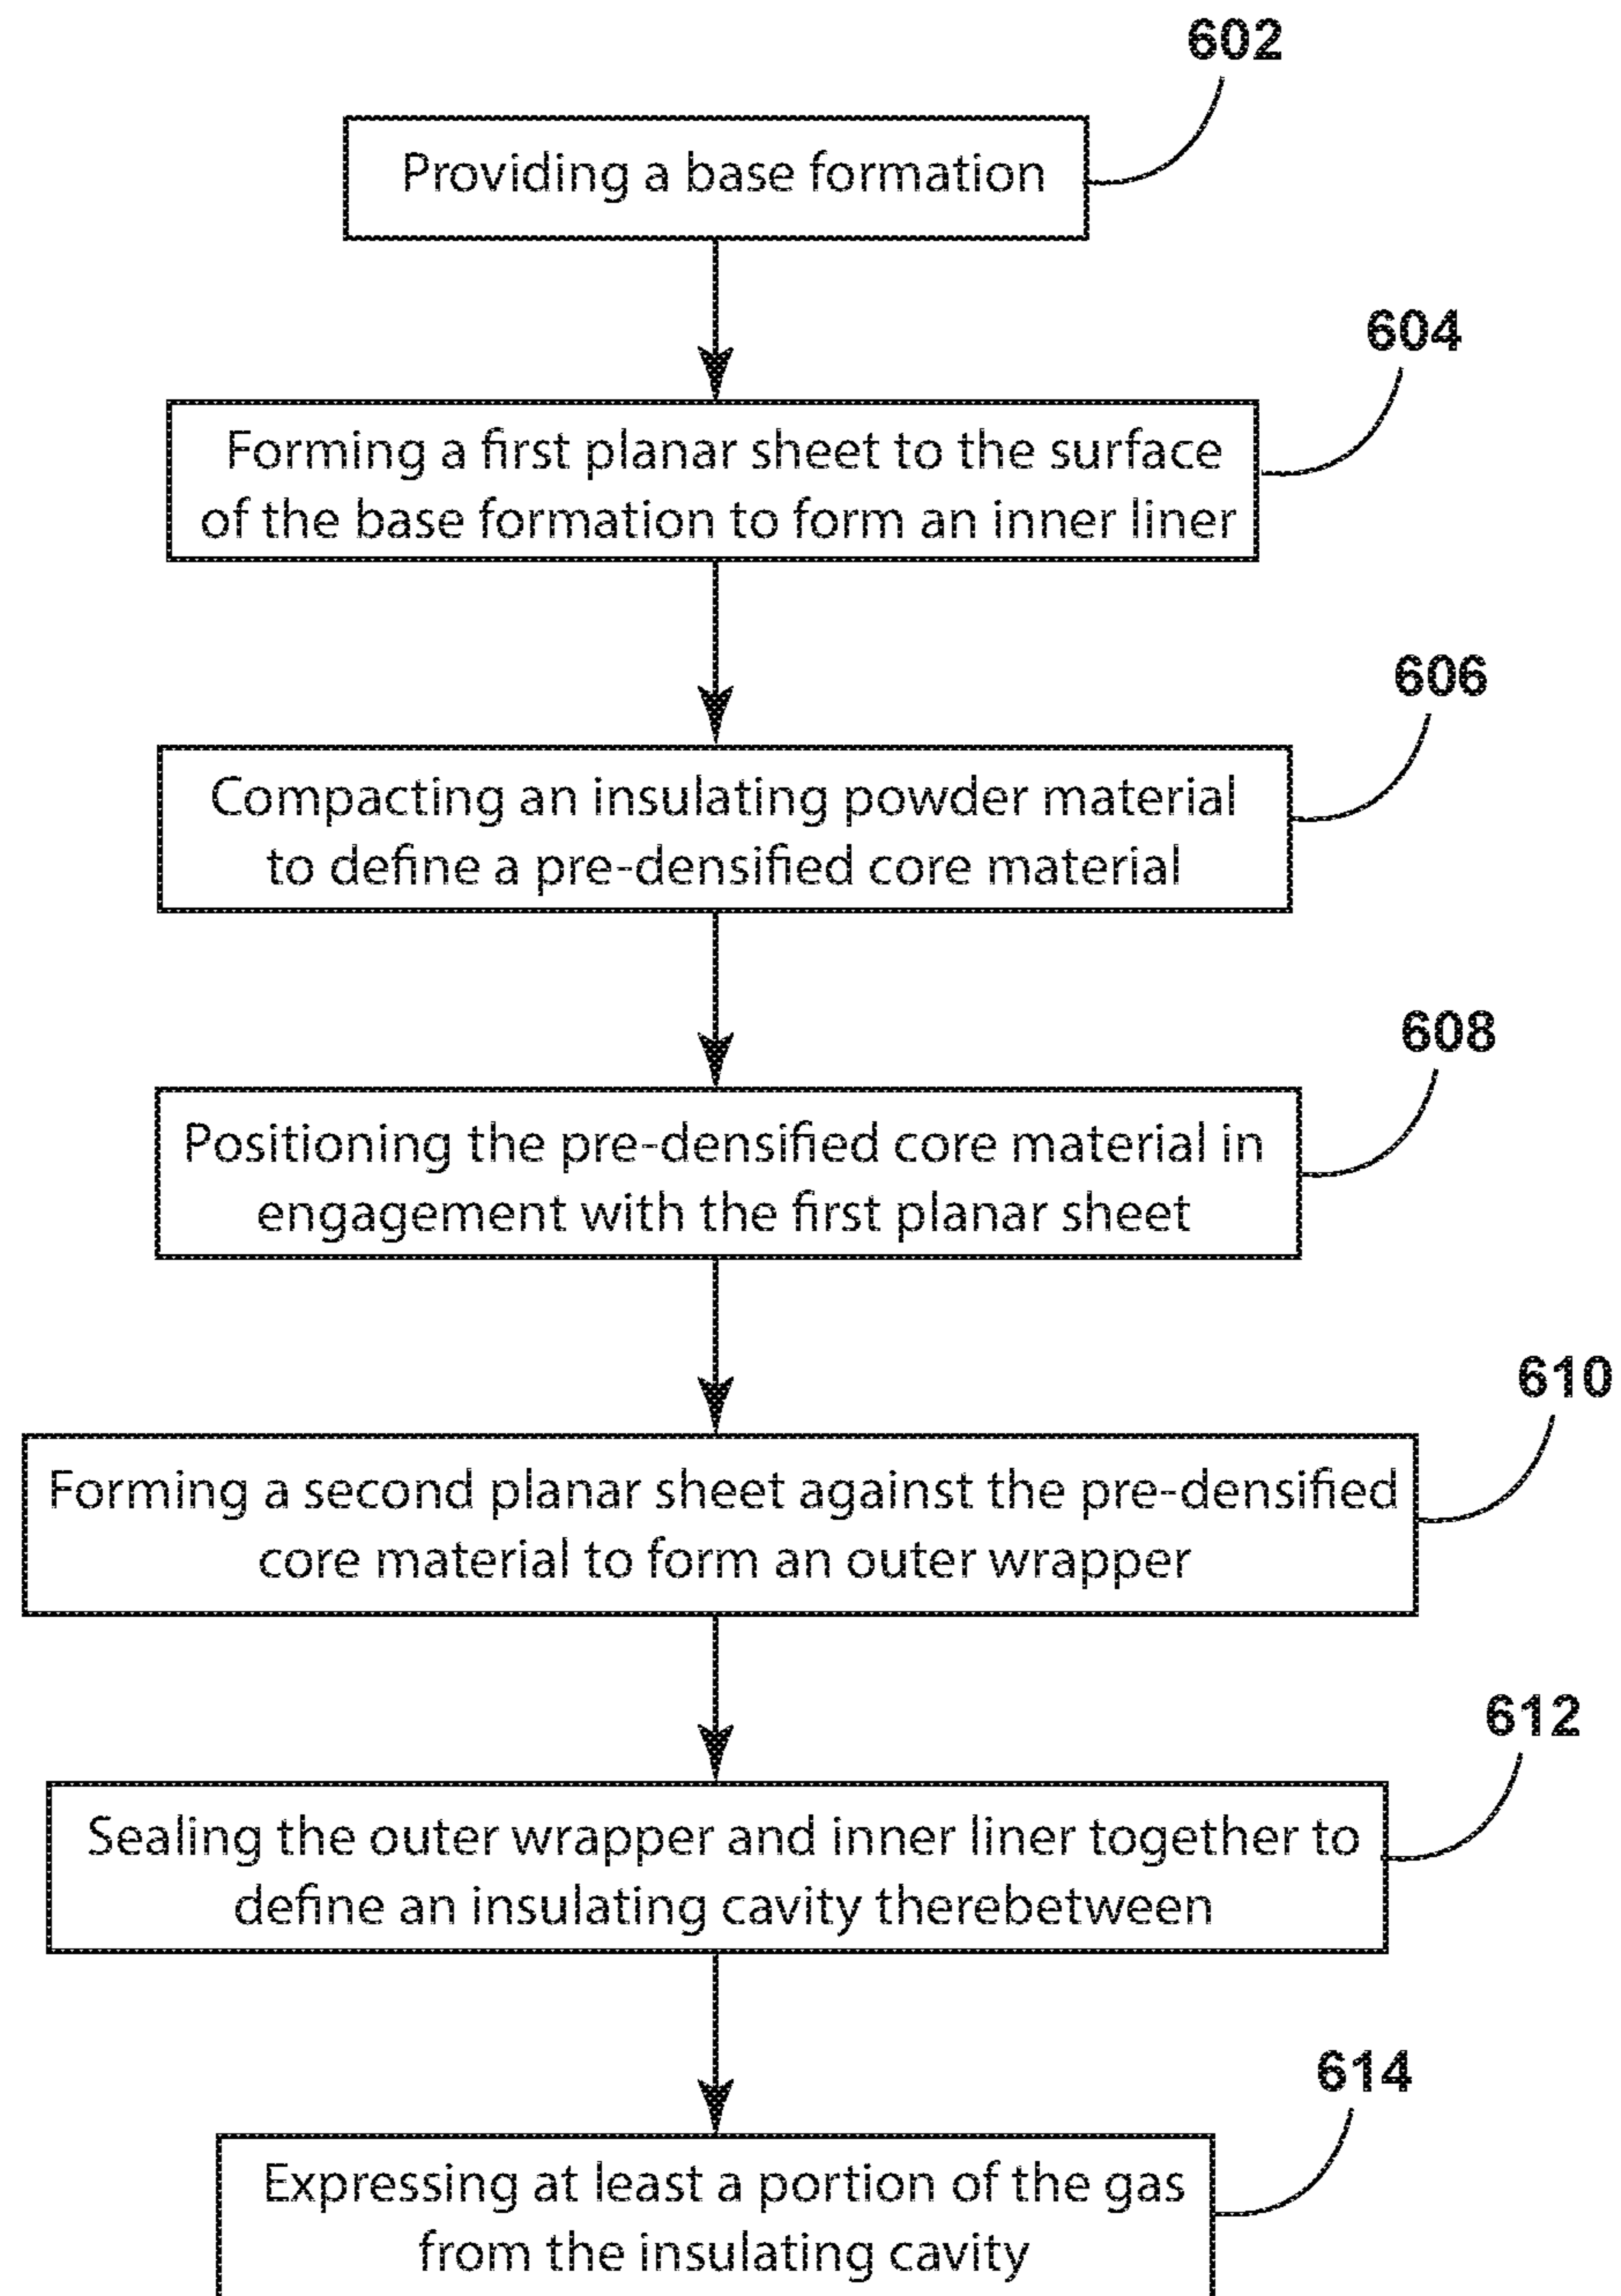 602
Providing a base formation
604
Forming a first planar sheet to the surface
of the base formation to form an inner liner
606
Compacting an insulating powder material
to define a pre-densified core material
608
Positioning the pre-densified core material in
engagement with the first planar sheet
610
Forming a second planar sheet against the pre-densified
core material to form an outer wrapper
612
Sealing the outer wrapper and inner liner together to
define an insulating cavity therebetween
614
Expressing at least a portion of the gas
from the insulating cavity